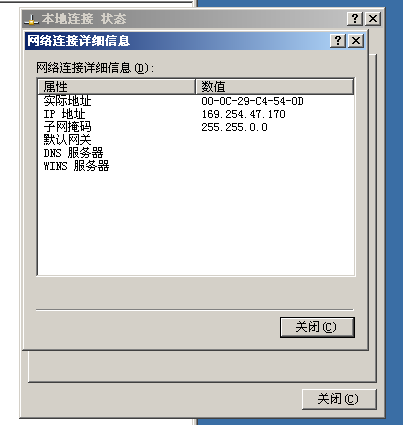 本地连接 状态
网络连接详细信息
网络连接详细信息(D):
属性 数值
实际地址 00-0C-29-C4-54-0D
IP 地址 169.254.47.170
子网掩码 255.255.0.0
默认网关
DNS 服务器
WINS 服务器
关闭(C)
关闭(C)